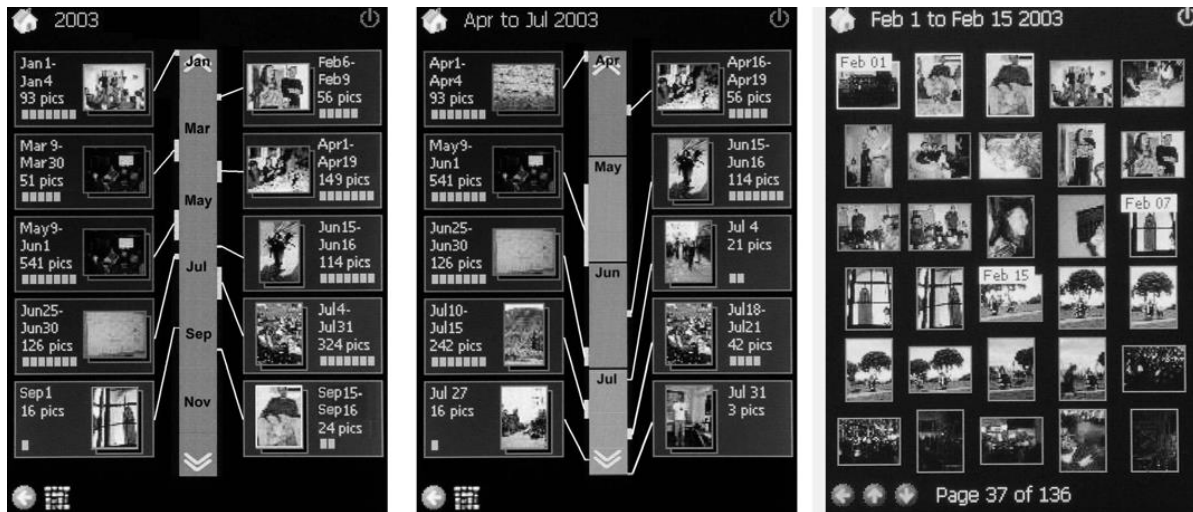 2003
Jan1-
Jan4
93 pics
Feb6-
Feb9
56 pics
Mar 9-
Mar30
51 pics
Apr1-
Apr19
149 pics
May9-
Jun1
541 pics
Jun15-
Jun16
114 pics
Jun25-
Jun30
126 pics
Jul4-
Jul31
324 pics
Sep1
16 pics
Sep15-
Sep16
24 pics
Jan
Mar
May
Jul
Sep
Nov
Apr to Jul 2003
Apr1-
Apr4
93 pics
Apr16-
Apr19
56 pics
May9-
Jun1
541 pics
Jun15-
Jun16
114 pics
Jun25-
Jun30
126 pics
Jul 4
21 pics
Jul10-
Jul15
242 pics
Jul18-
Jul21
42 pics
Jul 27
16 pics
Jul 31
3 pics
Apr
May
Jun
Jul
Feb 1 to Feb 15 2003
Feb 01
Feb 07
Feb 15
Page 37 of 136